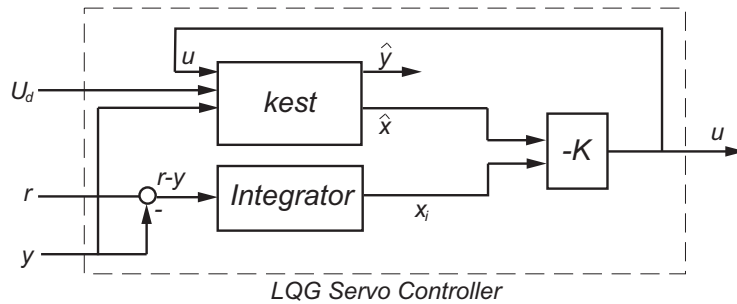 u
ŷ
U_d
kest
x̂
-K
u
r
r-y
-
Integrator
x_i
y
LQG Servo Controller